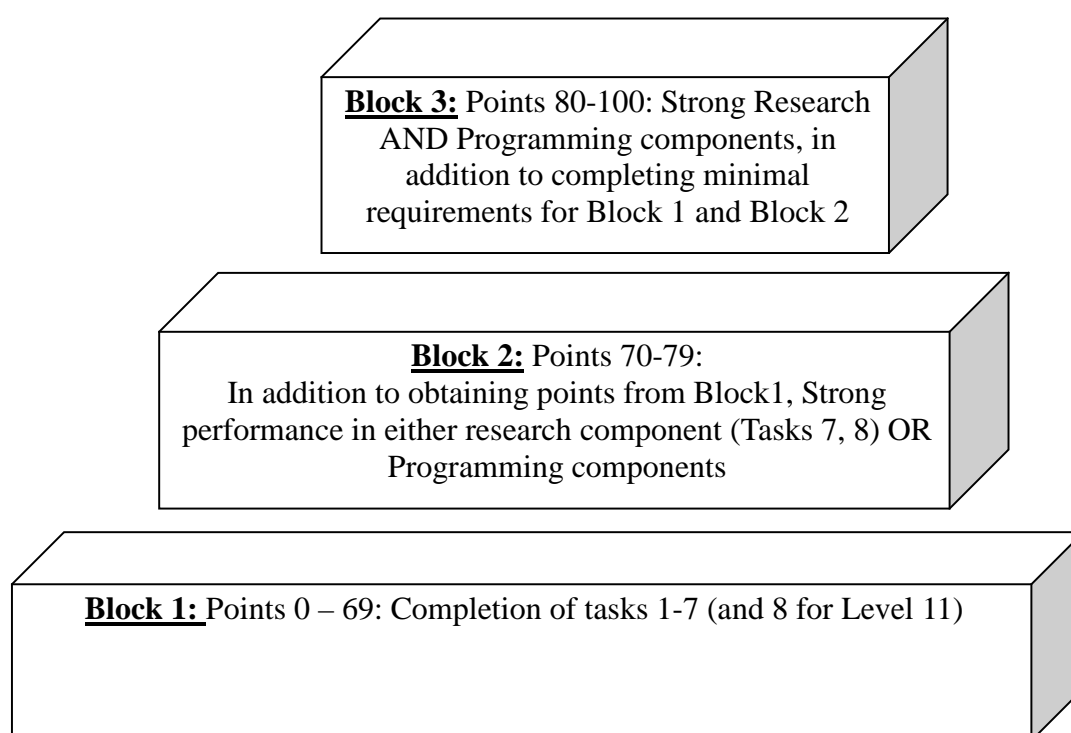 Block 3: Points 80-100: Strong Research
AND Programming components, in
addition to completing minimal
requirements for Block 1 and Block 2
Block 2: Points 70-79:
In addition to obtaining points from Block1, Strong
performance in either research component (Tasks 7, 8) OR
Programming components
Block 1: Points 0 – 69: Completion of tasks 1-7 (and 8 for Level 11)